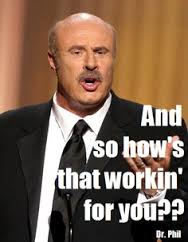 And
so how's
that workin'
for you??
Dr. Phil